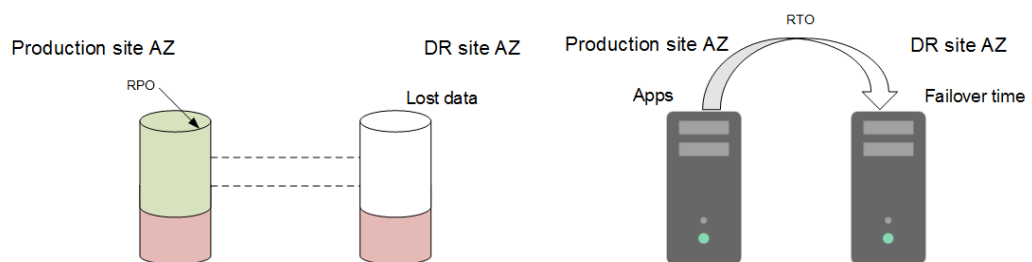 Production site AZ
DR site AZ
RPO
Lost data
RTO
Production site AZ
DR site AZ
Apps
Failover time